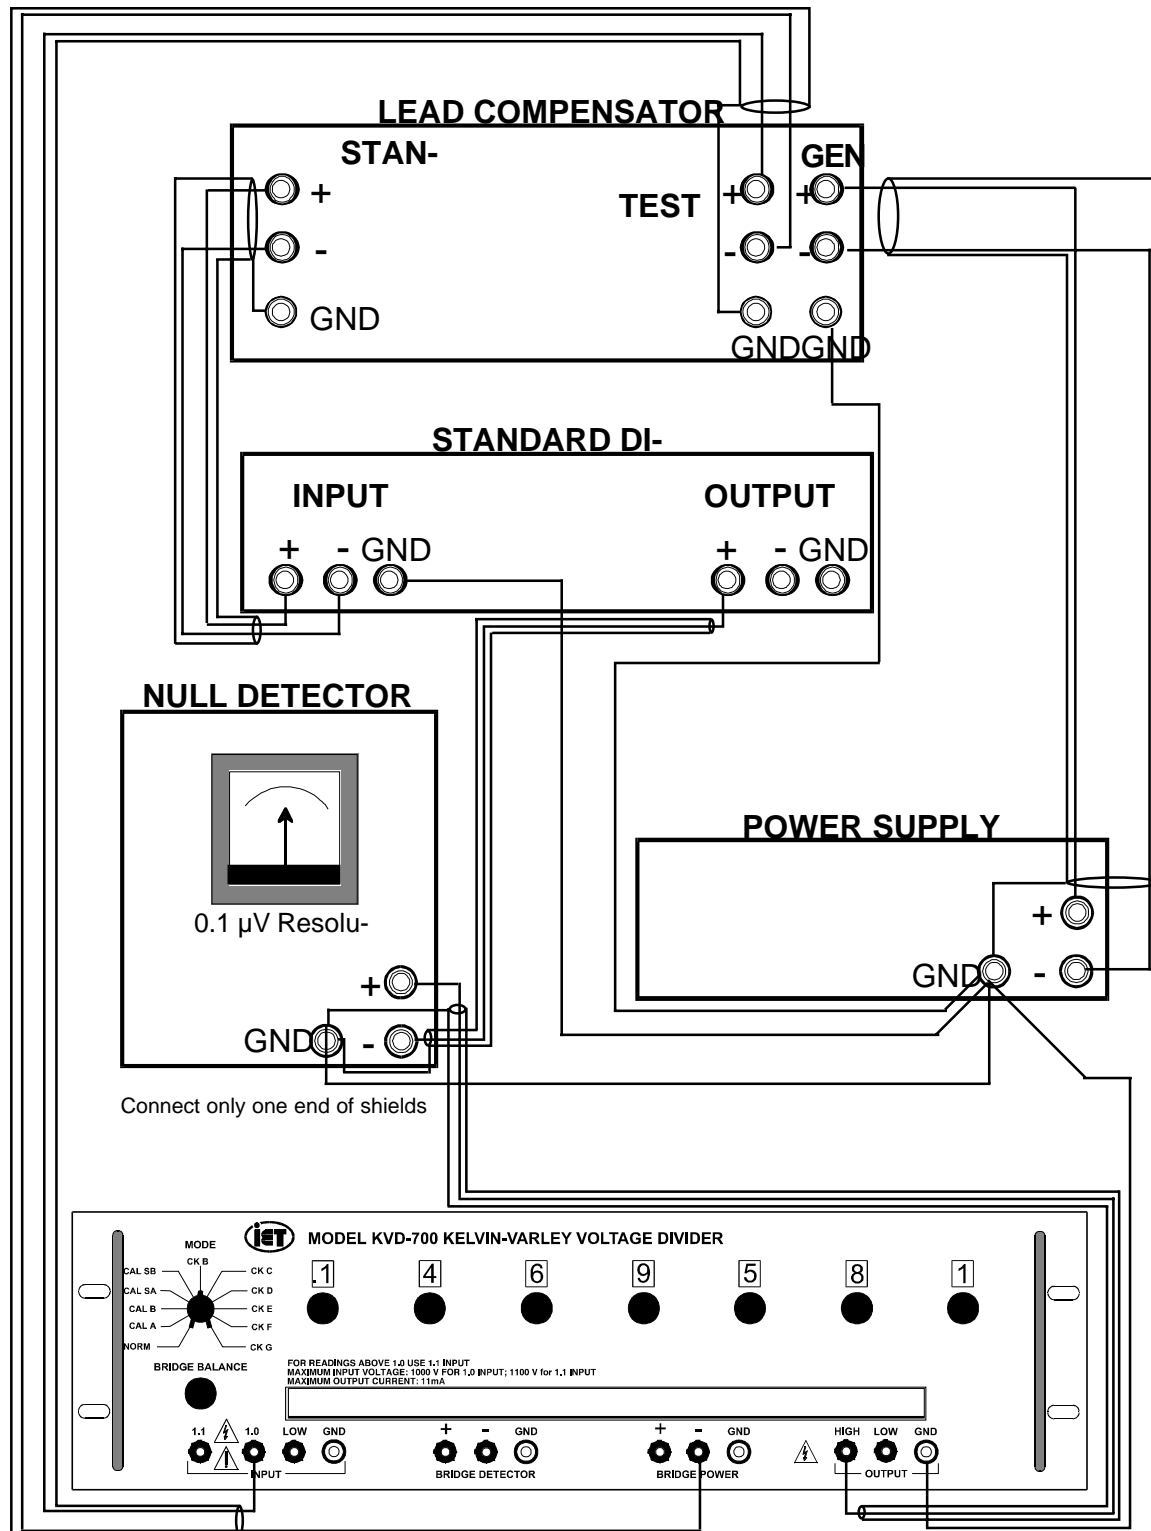 LEAD COMPENSATOR
STAN-
GEN
+
TEST
+
+
-
-
-
GND
GND
GND
STANDARD DI-
INPUT
OUTPUT
+ - GND
+ - GND
NULL DETECTOR
0.1 µV Resolu-
+
GND
-
POWER SUPPLY
+
GND
-
Connect only one end of shields
iET
MODEL KVD-700 KELVIN-VARLEY VOLTAGE DIVIDER
MODE
CK B
CAL SB
CK C
CAL SA
CK D
CAL B
CK E
CAL A
CK F
NORM
CK G
.1 4 6 9 5 8 1
BRIDGE BALANCE
FOR READINGS ABOVE 1.0 USE 1.1 INPUT
MAXIMUM INPUT VOLTAGE: 1000 V FOR 1.0 INPUT; 1100 V for 1.1 INPUT
MAXIMUM OUTPUT CURRENT: 11mA
1.1 1.0 LOW GND
INPUT
+ - GND
BRIDGE DETECTOR
+ - GND
BRIDGE POWER
HIGH LOW GND
OUTPUT